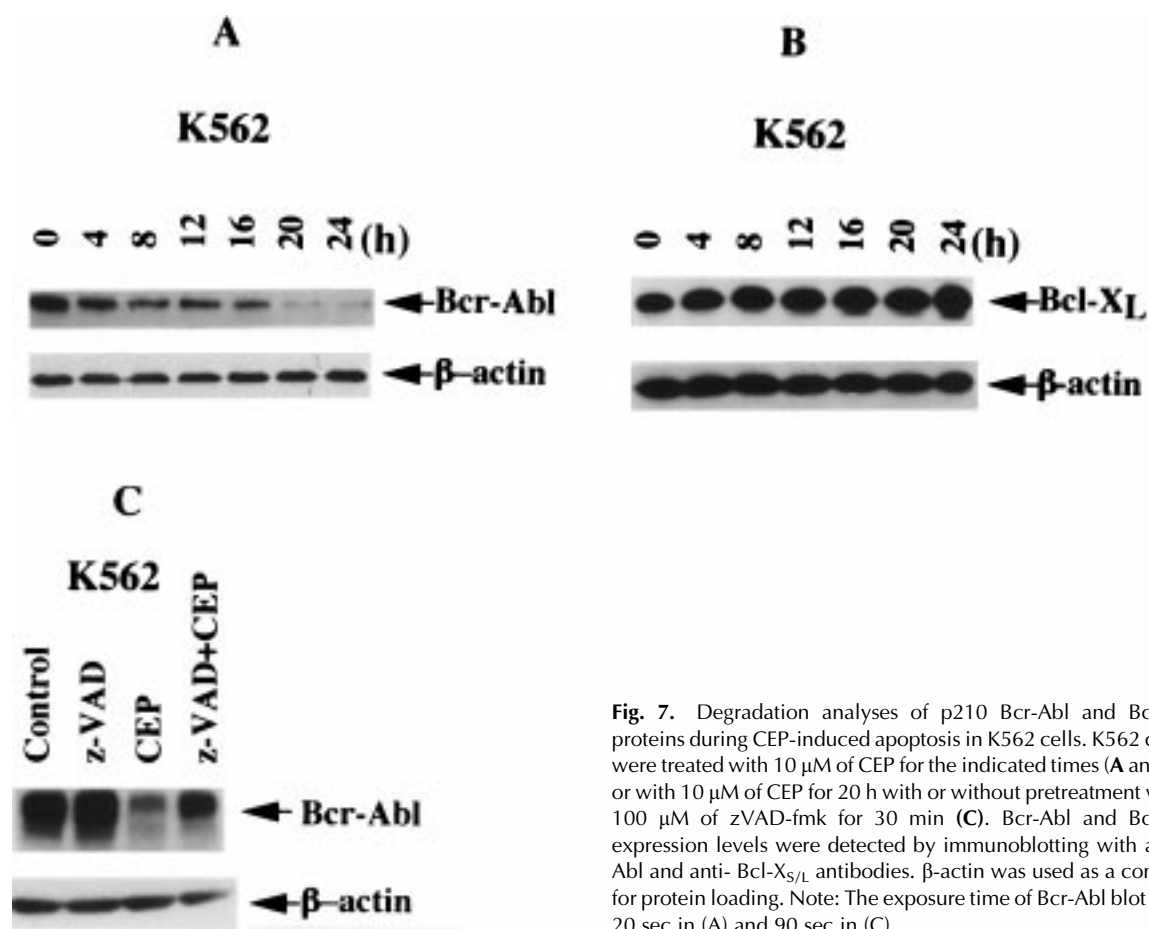 A
K562
0 4 8 12 16 20 24 (h)
Bcr-Abl
β-actin
B
K562
0 4 8 12 16 20 24 (h)
Bcl-XL
β-actin
C
K562
Control z-VAD CEP z-VAD+CEP
Bcr-Abl
β-actin
Fig. 7. Degradation analyses of p210 Bcr-Abl and Bc
proteins during CEP-induced apoptosis in K562 cells. K562 c
were treated with 10 μM of CEP for the indicated times (A an
or with 10 μM of CEP for 20 h with or without pretreatment
100 μM of zVAD-fmk for 30 min (C). Bcr-Abl and Bc
expression levels were detected by immunoblotting with a
Abl and anti- Bcl-XS/L antibodies. β-actin was used as a con
for protein loading. Note: The exposure time of Bcr-Abl blot
20 sec in (A) and 90 sec in (C)